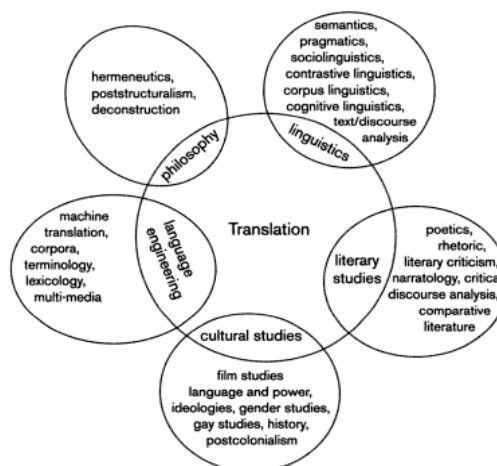 semantics,
pragmatics,
sociolinguistics,
contrastive linguistics,
corpus linguistics,
cognitive linguistics,
text/discourse
analysis
linguistics
hermeneutics,
poststructuralism,
deconstruction
philosophy
Translation
machine
translation,
corpora,
terminology,
lexicology,
multi-media
language
engineering
literary
studies
poetics,
rhetoric,
literary criticism,
narratology, critical
discourse analysis,
comparative
literature
cultural studies
film studies
language and power,
ideologies, gender studies,
gay studies, history,
postcolonialism